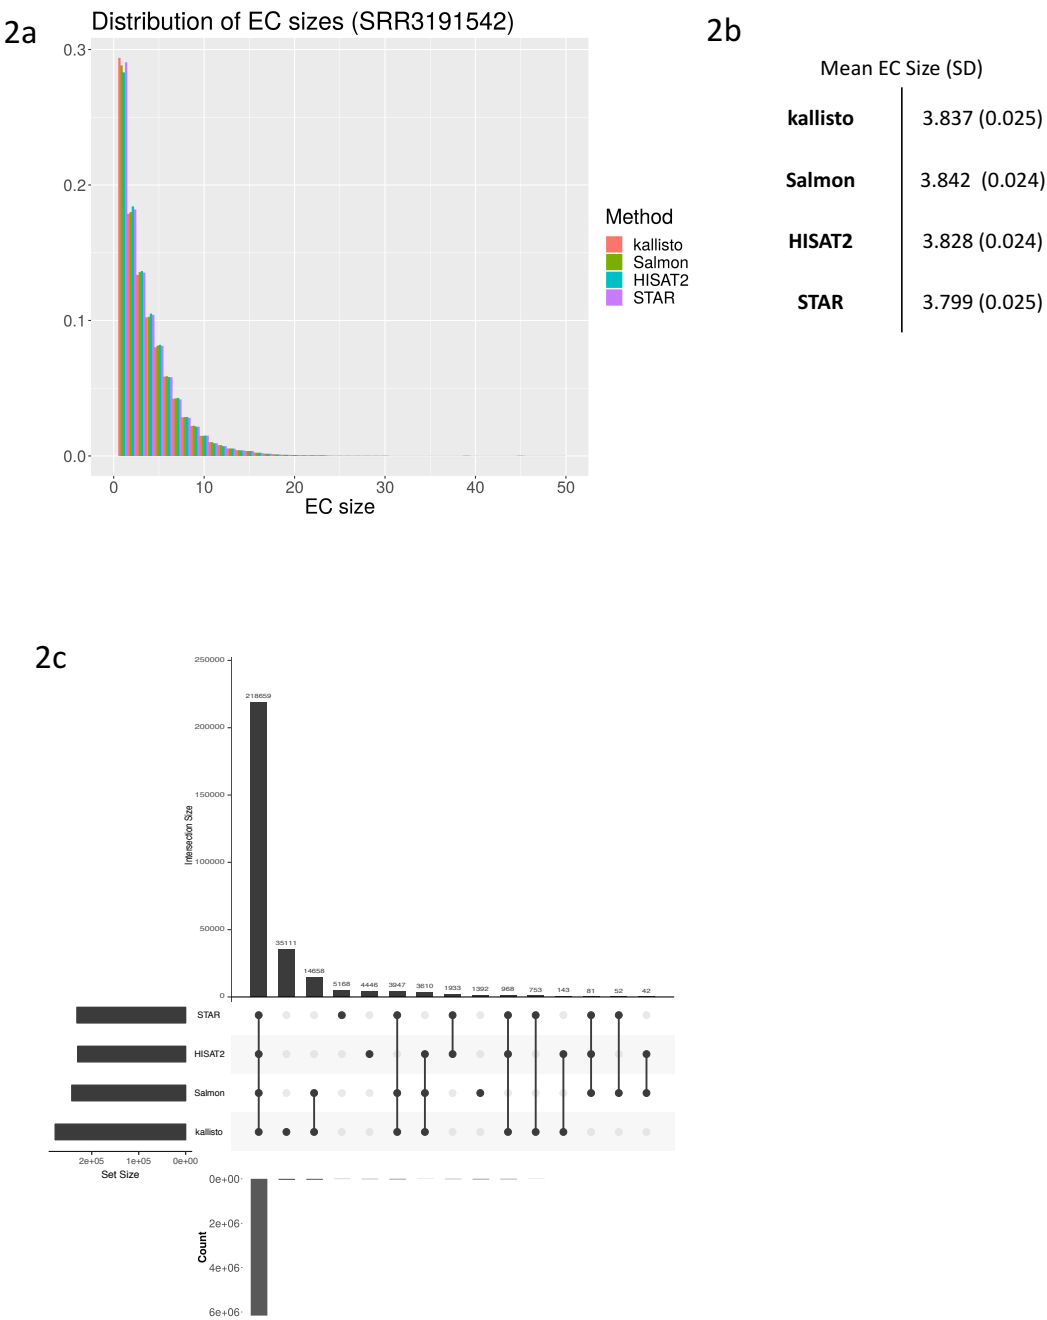 2a
Distribution of EC sizes (SRR3191542)
0.3
0.2
0.1
0.0
0 10 20 30 40 50
EC size
Method
kallisto
Salmon
HISAT2
STAR
2b
Mean EC Size (SD)
kallisto 3.837 (0.025)
Salmon 3.842 (0.024)
HISAT2 3.828 (0.024)
STAR 3.799 (0.025)
2c
250000
200000
150000
100000
50000
0
Intersection Size
218659 35111 14658 5168 4446 3947 3610 1933 1392 968 753 143 81 52 42
STAR
HISAT2
Salmon
kallisto
2e+05 1e+05 0e+00
Set Size
0e+00
2e+06
4e+06
6e+06
Count